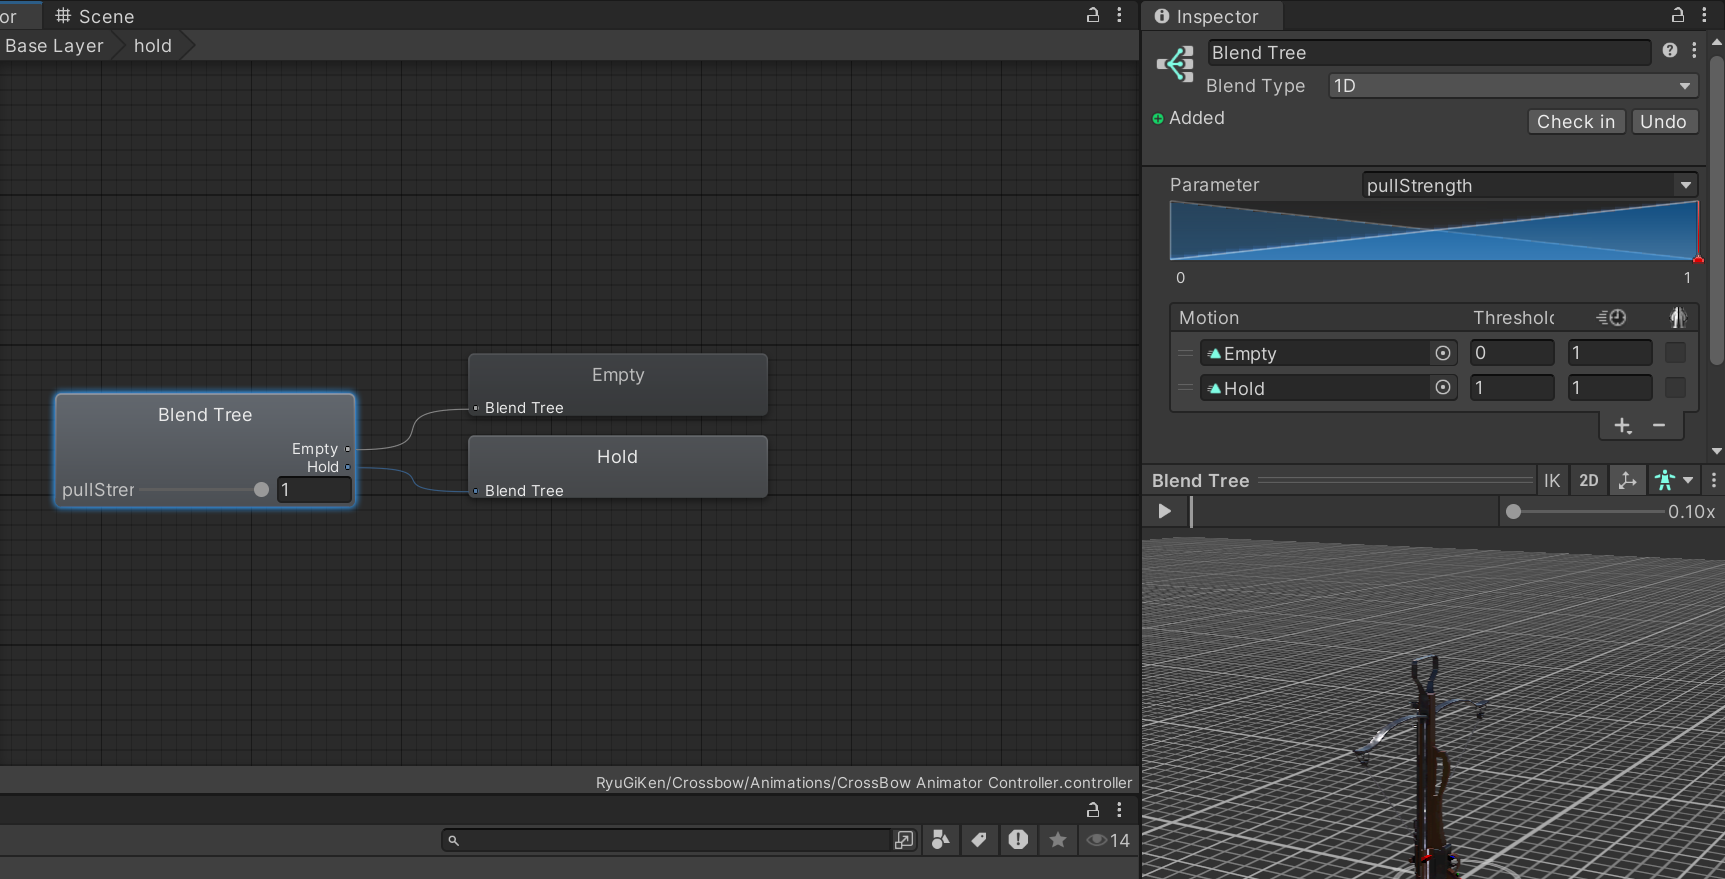 or
Scene
Base Layer
hold
Blend Tree
Empty
Hold
pullStrer
1
Empty
Blend Tree
Hold
Blend Tree
RyuGiKen/Crossbow/Animations/CrossBow Animator Controller.controller
14
Inspector
Blend Tree
Blend Type
1D
Added
Check in
Undo
Parameter
pullStrength
0
1
Motion
Threshol
Empty
0
1
Hold
1
1
Blend Tree
IK
2D
0.10x